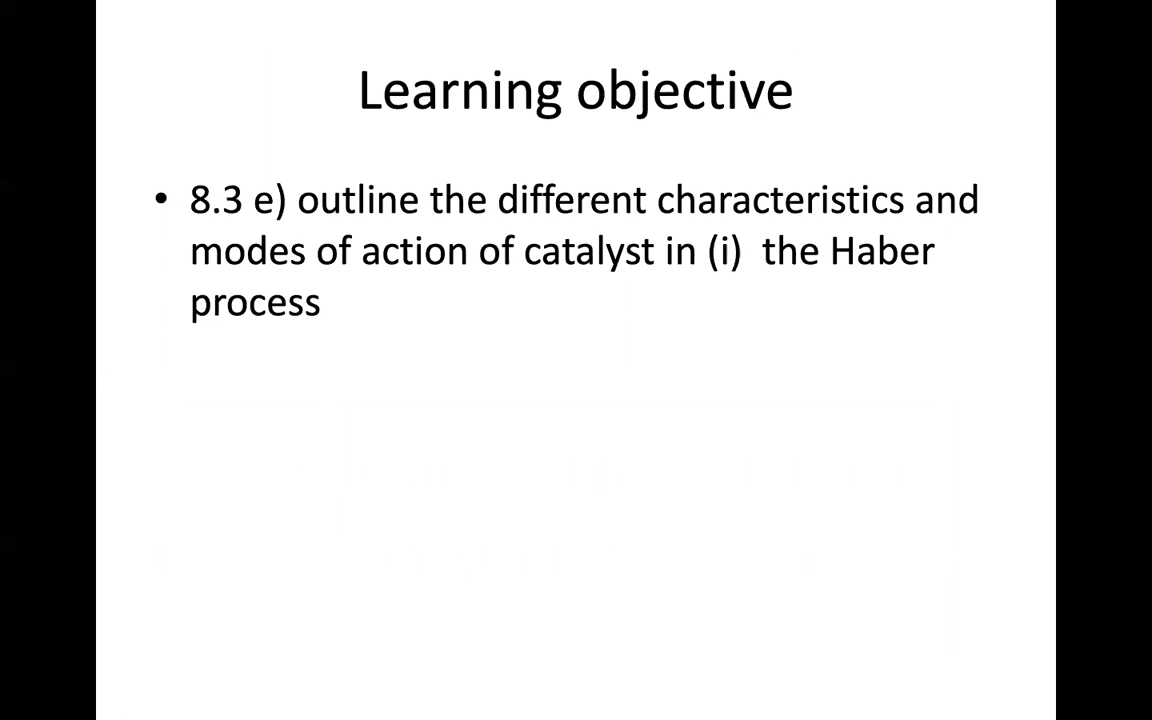 Learning objective
• 8.3 e) outline the different characteristics and
modes of action of catalyst in (i)  the Haber
process